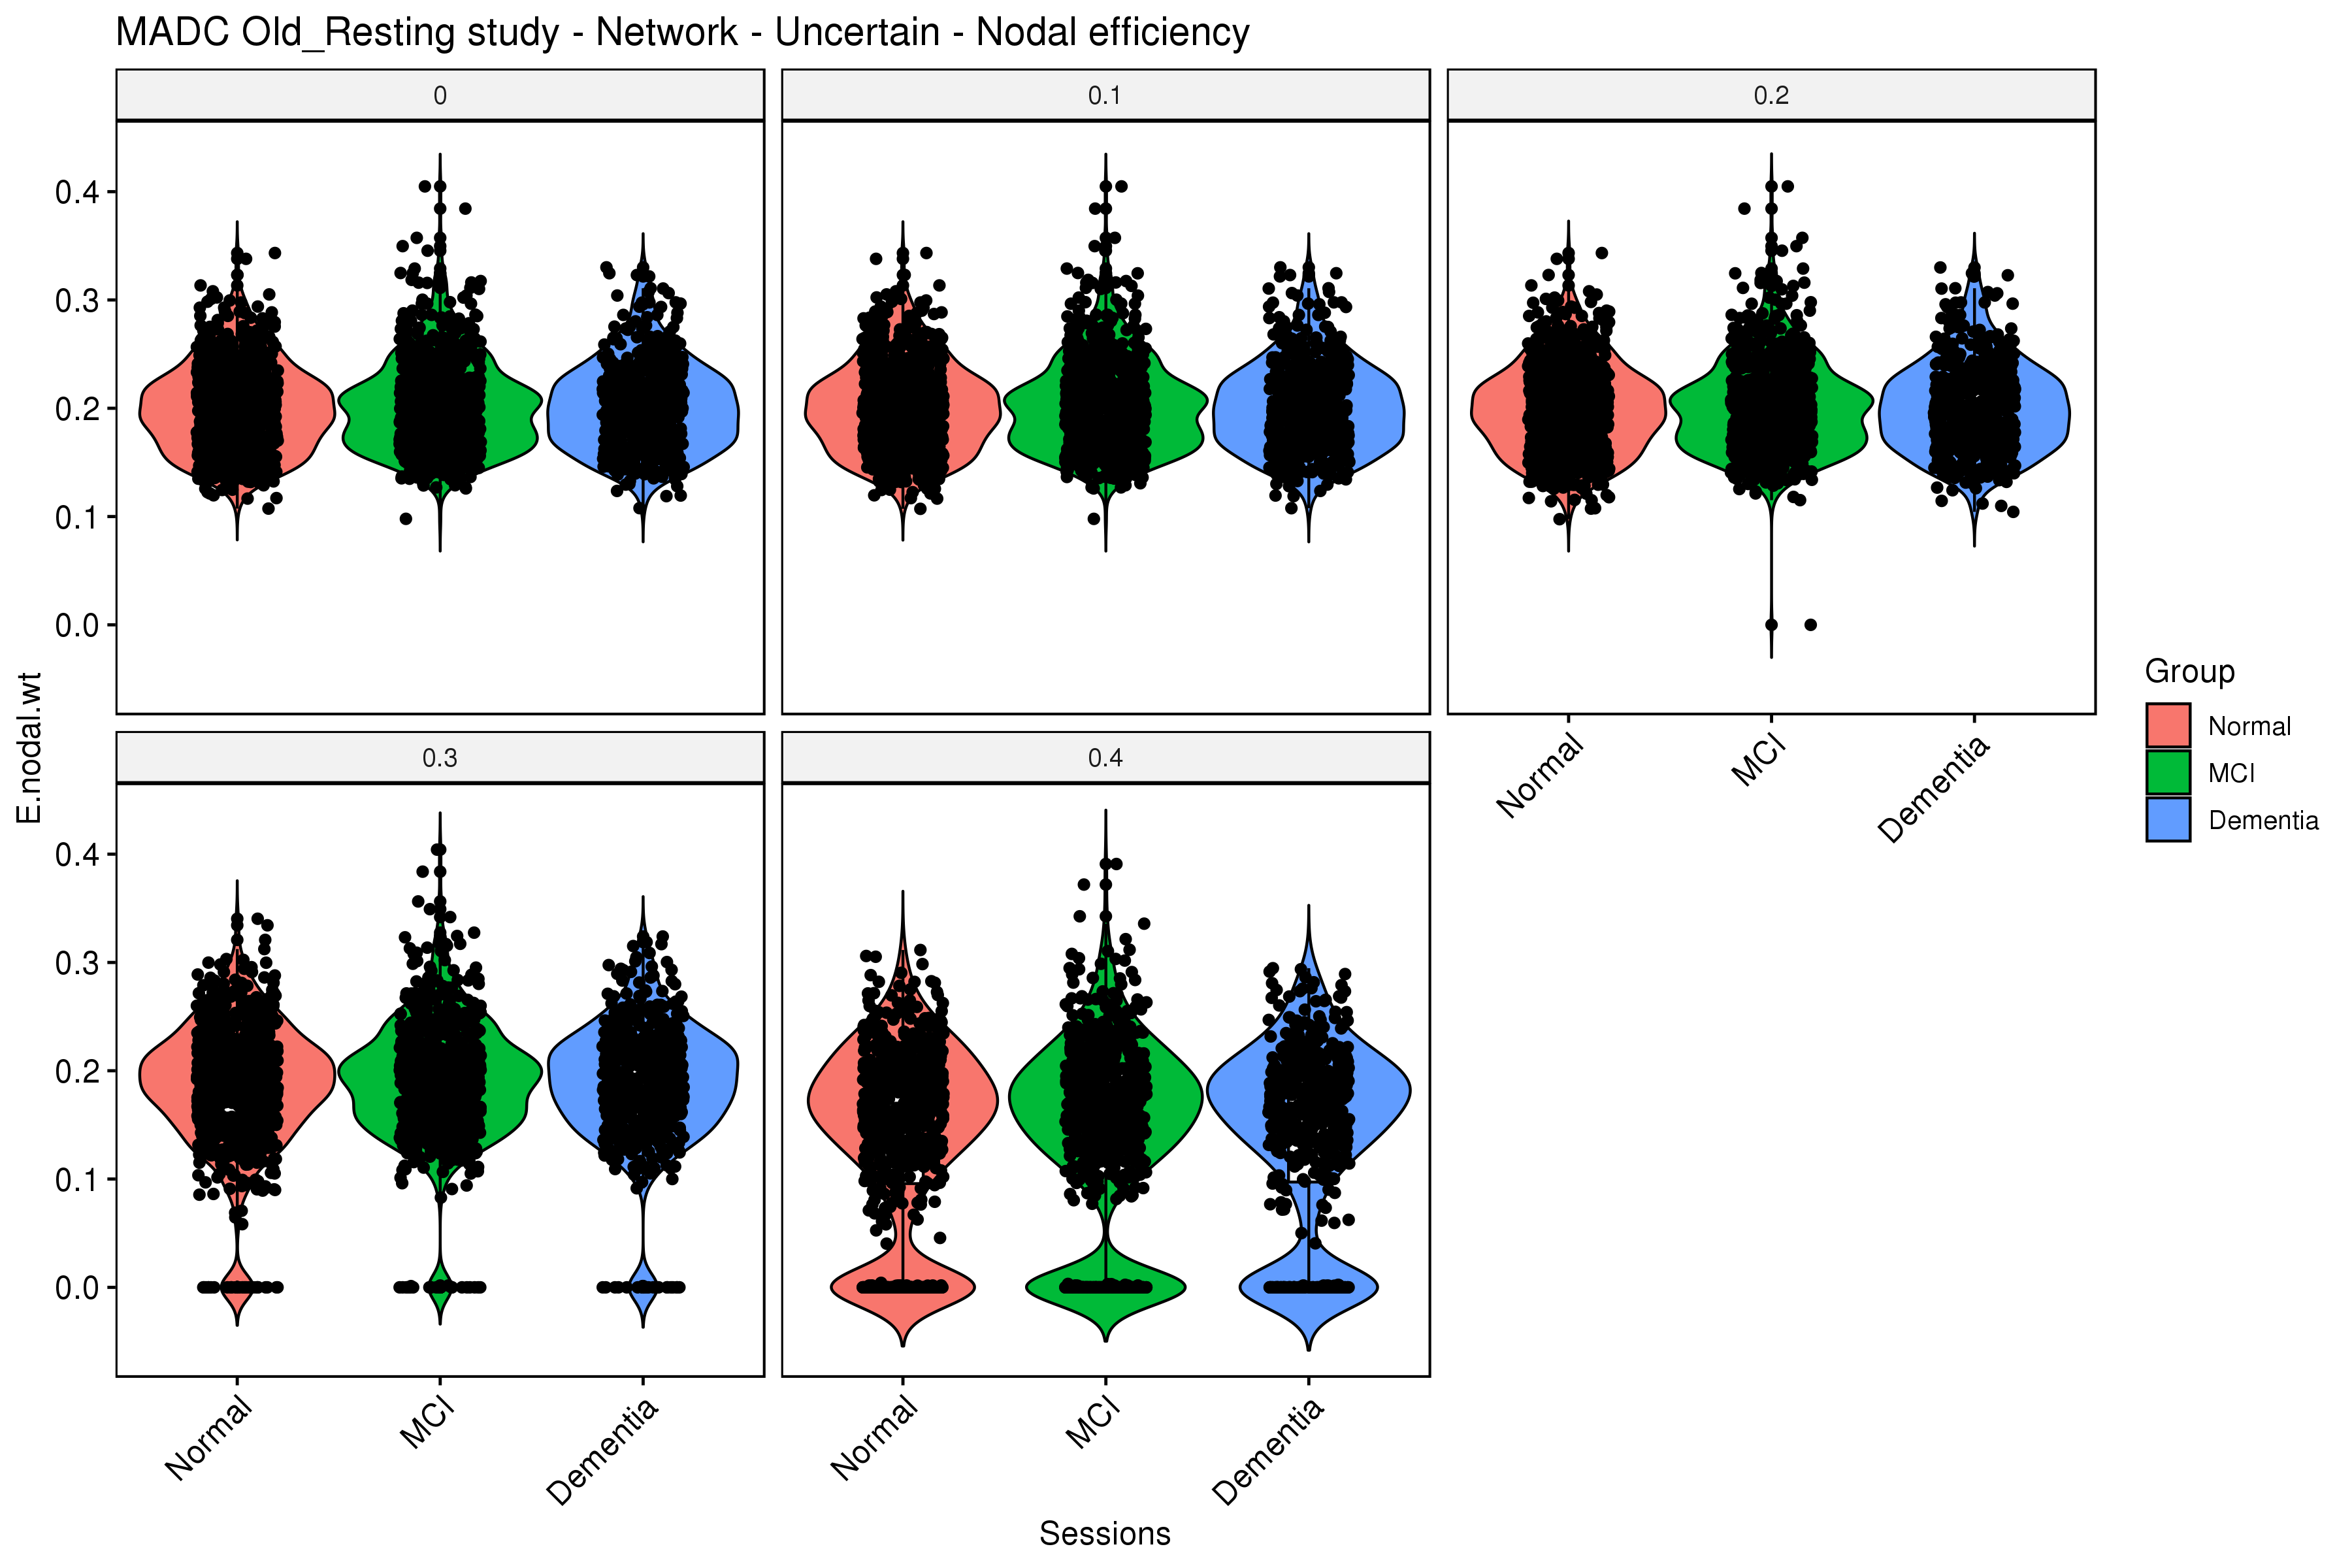 MADC Old_Resting study - Network - Uncertain - Nodal efficiency
0
0.1
0.2
0.4
0.3
0.2
0.1
0.0
Normal
MCI
Dementia
0.3
0.4
0.4
0.3
0.2
0.1
0.0
Normal
MCI
Dementia
Normal
MCI
Dementia
E.nodal.wt
Sessions
Group
Normal
MCI
Dementia